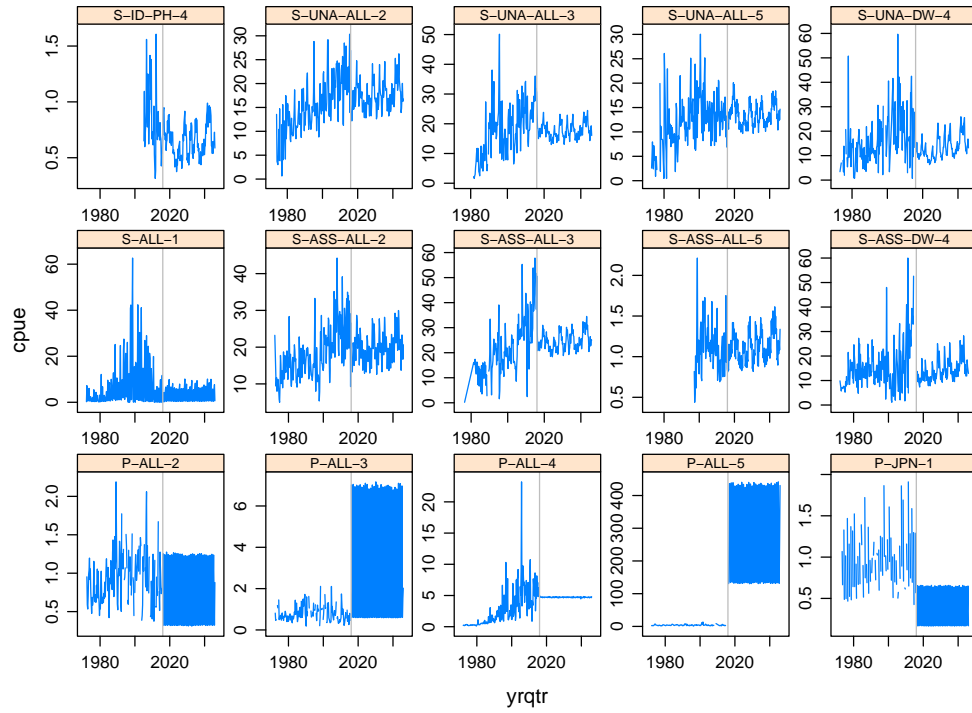 S−ID−PH−4 S−UNA−ALL−2 S−UNA−ALL−3 S−UNA−ALL−5 S−UNA−DW−4
1.5 1.0 0.5
30 25 20 15 10 5 0
50 40 30 20 10 0
30 25 20 15 10 5 0
60 50 40 30 20 10 0
1980 2020 1980 2020 1980 2020 1980 2020 1980 2020
S−ALL−1 S−ASS−ALL−2 S−ASS−ALL−3 S−ASS−ALL−5 S−ASS−DW−4
60 40 20 0
40 30 20 10
60 50 40 30 20 10 0
2.0 1.5 1.0 0.5
60 50 40 30 20 10 0
cpue
1980 2020 1980 2020 1980 2020 1980 2020 1980 2020
P−ALL−2 P−ALL−3 P−ALL−4 P−ALL−5 P−JPN−1
2.0 1.5 1.0 0.5
6 4 2 0
20 15 10 5 0
400 300 200 100 0
1.5 1.0 0.5
1980 2020 1980 2020 1980 2020 1980 2020 1980 2020
yrqtr